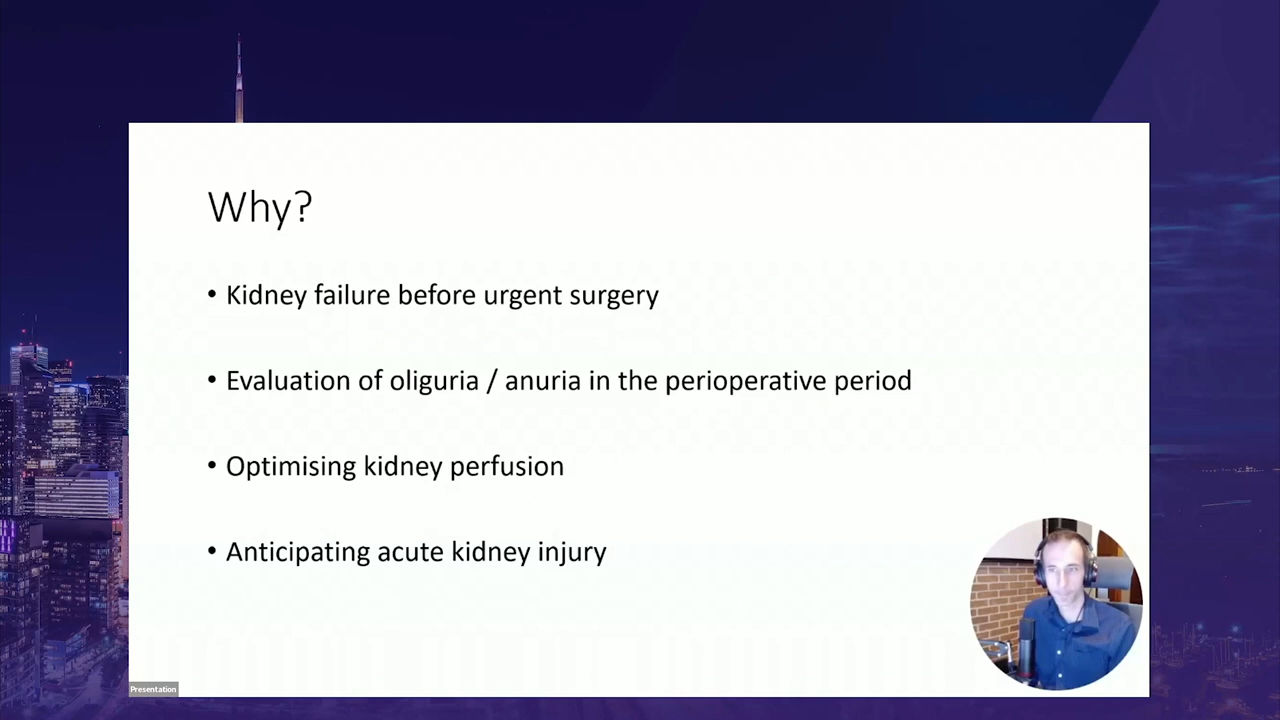 Why?
• Kidney failure before urgent surgery
• Evaluation of oliguria / anuria in the perioperative period
• Optimising kidney perfusion
• Anticipating acute kidney injury
Presentation